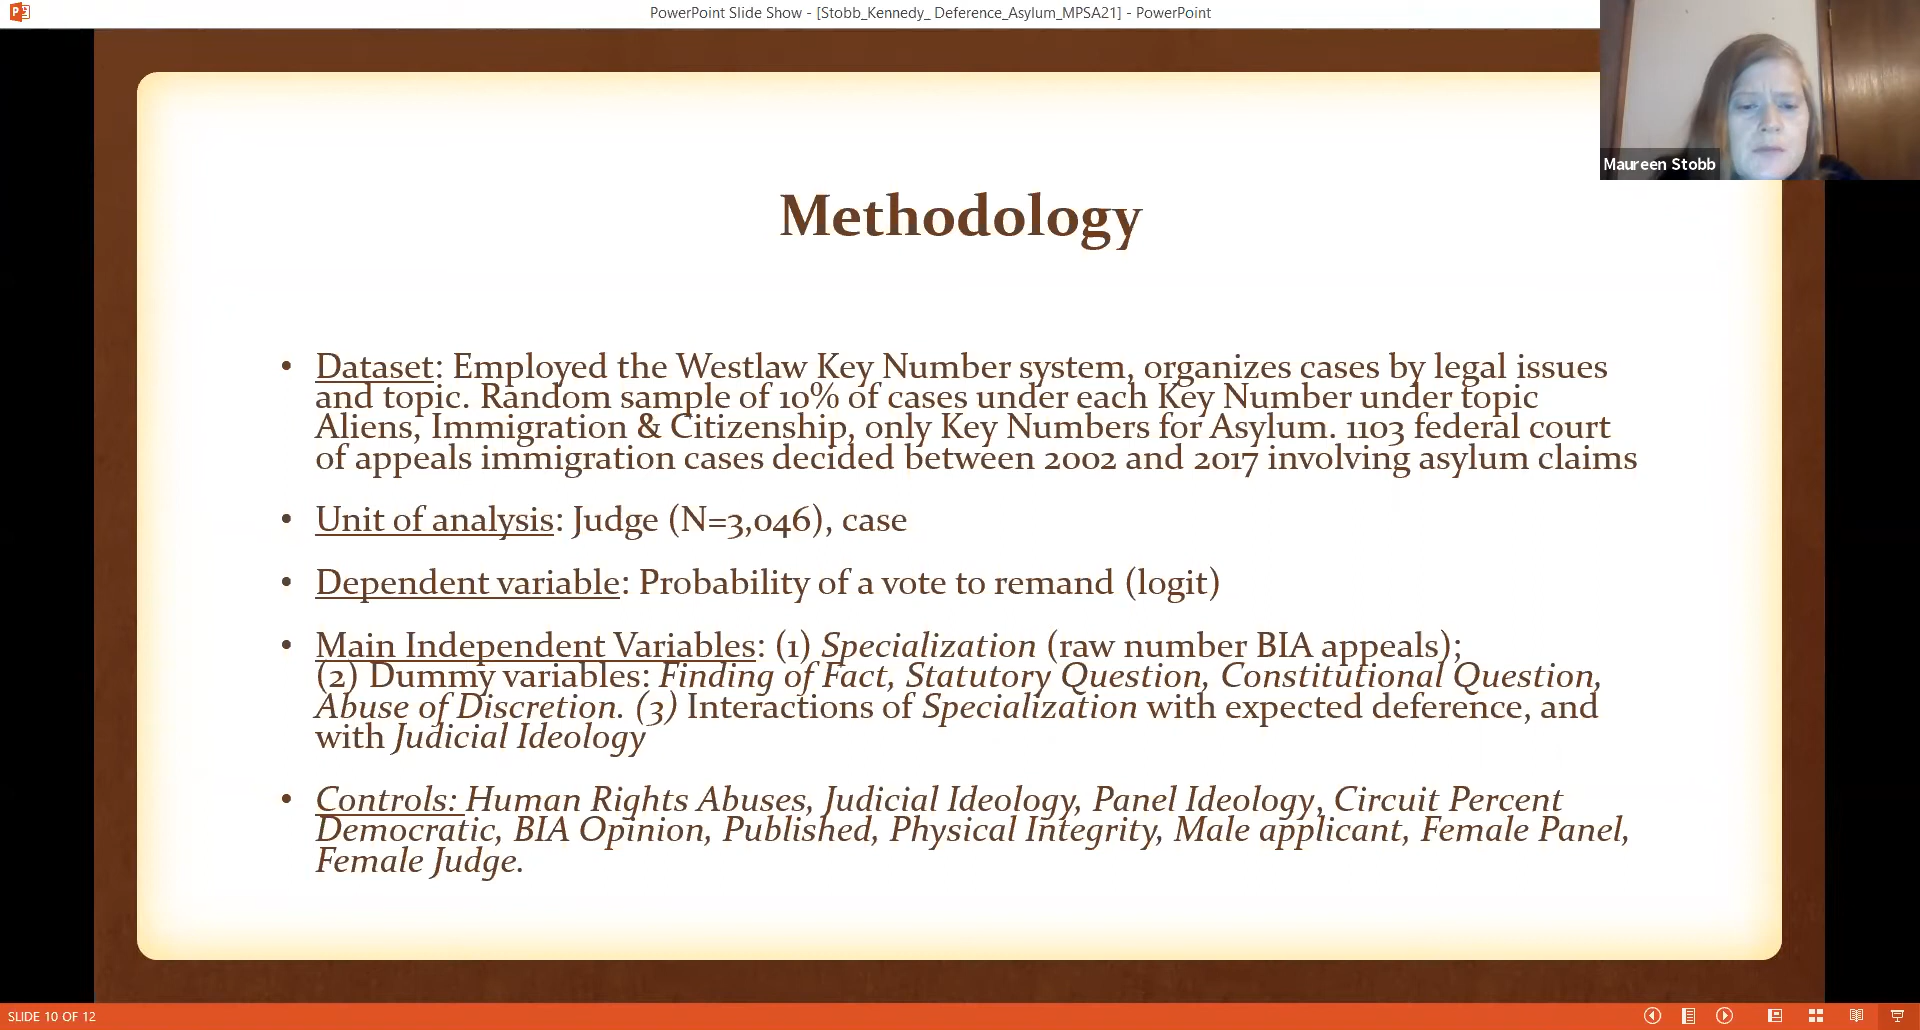 PowerPoint Slide Show - [Stobb_Kennedy_ Deference_Asylum_MPSA21] - PowerPoint
Maureen Stobb
Methodology
• Dataset: Employed the Westlaw Key Number system, organizes cases by legal issues
and topic. Random sample of 10% of cases under each Key Number under topic
Aliens, Immigration & Citizenship, only Key Numbers for Asylum. 1103 federal court
of appeals immigration cases decided between 2002 and 2017 involving asylum claims
• Unit of analysis: Judge (N=3,046), case
• Dependent variable: Probability of a vote to remand (logit)
• Main Independent Variables: (1) Specialization (raw number BIA appeals);
(2) Dummy variables: Finding of Fact, Statutory Question, Constitutional Question,
Abuse of Discretion. (3) Interactions of Specialization with expected deference, and
with Judicial Ideology
• Controls: Human Rights Abuses, Judicial Ideology, Panel Ideology, Circuit Percent
Democratic, BIA Opinion, Published, Physical Integrity, Male applicant, Female Panel,
Female Judge.
SLIDE 10 OF 12